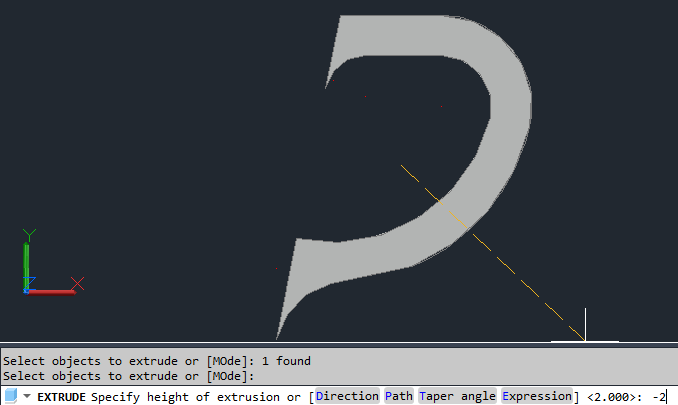 Y
X
Z
Select objects to extrude or [MOde]: 1 found
Select objects to extrude or [MOde]:
EXTRUDE Specify height of extrusion or [Direction Path Taper angle Expression] <2.000>: -2